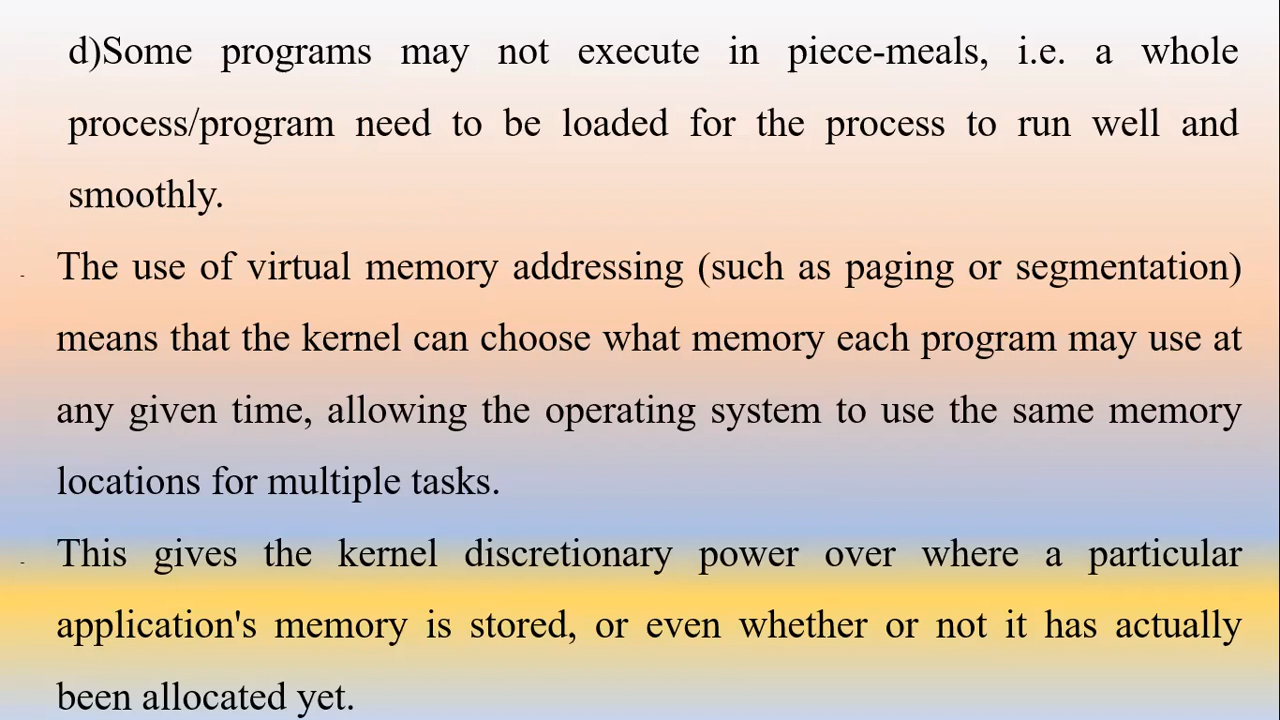 d)Some programs may not execute in piece-meals, i.e. a whole
process/program need to be loaded for the process to run well and
smoothly.
- The use of virtual memory addressing (such as paging or segmentation)
means that the kernel can choose what memory each program may use at
any given time, allowing the operating system to use the same memory
locations for multiple tasks.
- This gives the kernel discretionary power over where a particular
application's memory is stored, or even whether or not it has actually
been allocated yet.